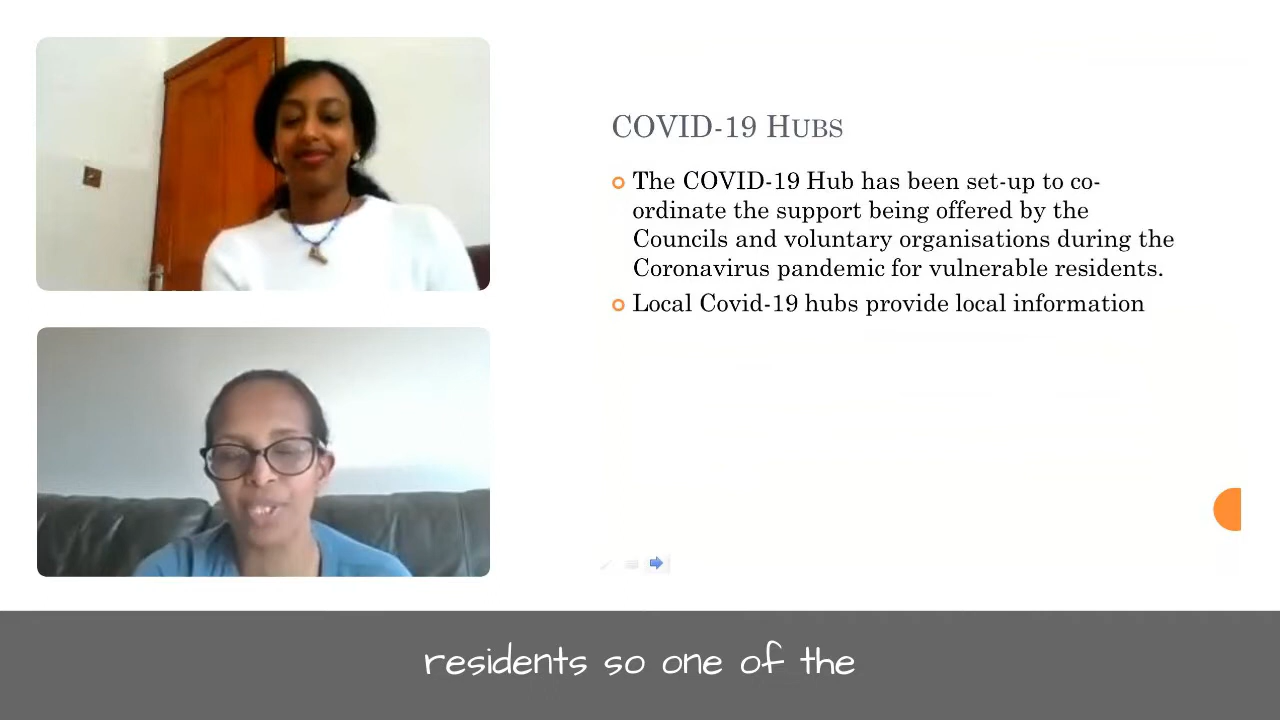 COVID-19 HUBS
The COVID-19 Hub has been set-up to co-
ordinate the support being offered by the
Councils and voluntary organisations during the
Coronavirus pandemic for vulnerable residents.
Local Covid-19 hubs provide local information
residents so one of the